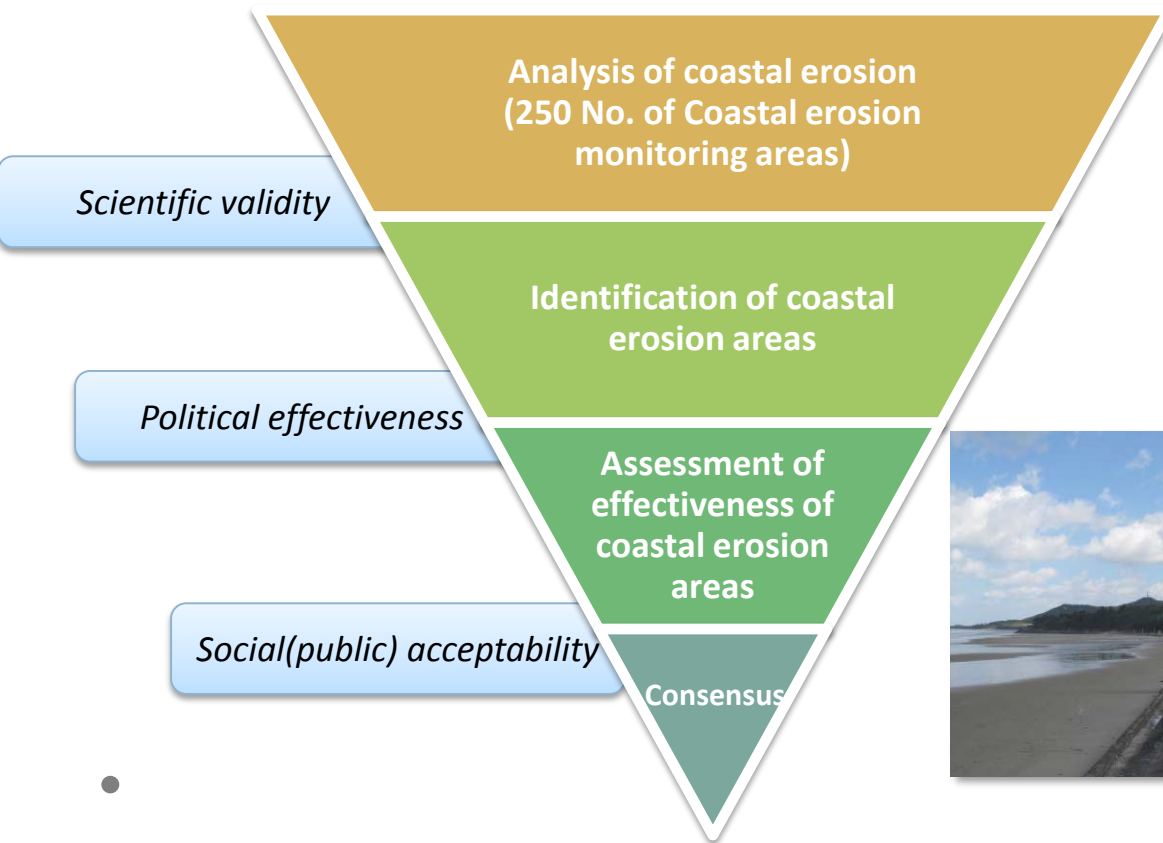 Analysis of coastal erosion
(250 No. of Coastal erosion
monitoring areas)
Scientific validity
Identification of coastal
erosion areas
Political effectiveness
Assessment of
effectiveness of
coastal erosion
areas
Social(public) acceptability
Consensus